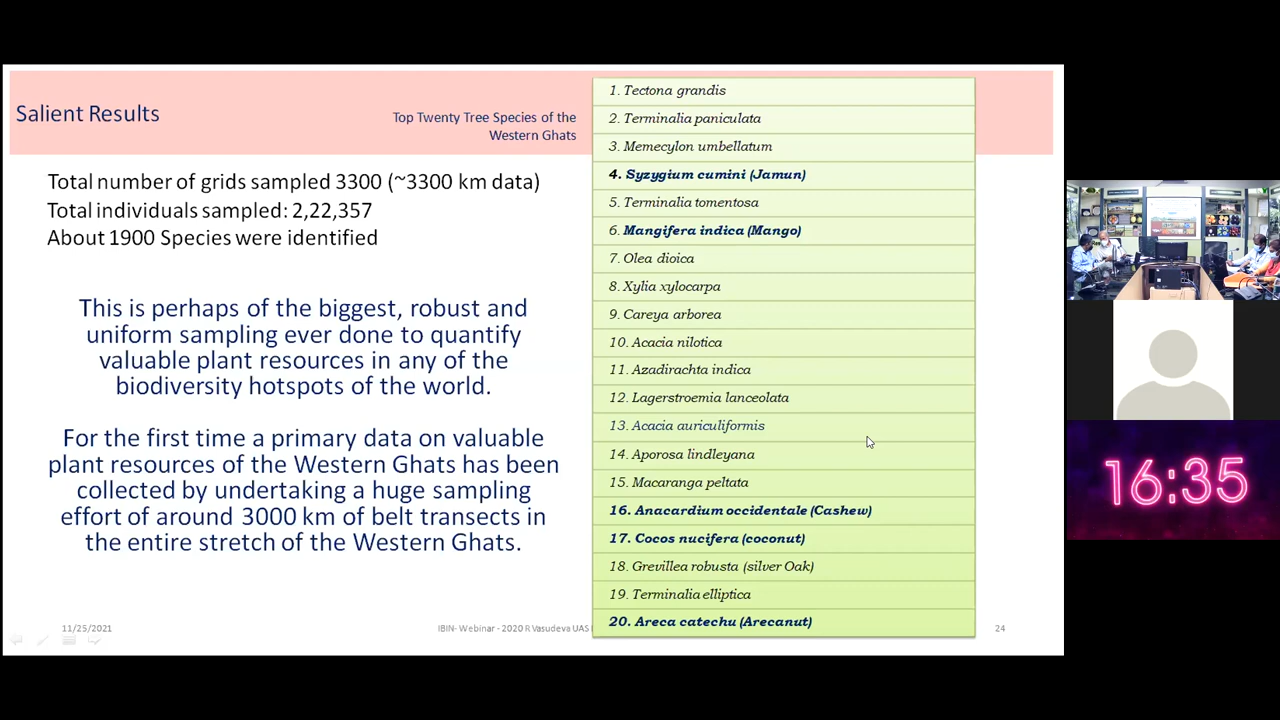 Salient Results
Top Twenty Tree Species of the
Western Ghats
Total number of grids sampled 3300 (~3300 km data)
Total individuals sampled: 2,22,357
About 1900 Species were identified
This is perhaps of the biggest, robust and
uniform sampling ever done to quantify
valuable plant resources in any of the
biodiversity hotspots of the world.
For the first time a primary data on valuable
plant resources of the Western Ghats has been
collected by undertaking a huge sampling
effort of around 3000 km of belt transects in
the entire stretch of the Western Ghats.
1. Tectona grandis
2. Terminalia paniculata
3. Memecylon umbellatum
4. Syzygium cumini (Jamun)
5. Terminalia tomentosa
6. Mangifera indica (Mango)
7. Olea dioica
8. Xylia xylocarpa
9. Careya arborea
10. Acacia nilotica
11. Azadirachta indica
12. Lagerstroemia lanceolata
13. Acacia auriculiformis
14. Aporosa lindleyana
15. Macaranga peltata
16. Anacardium occidentale (Cashew)
17. Cocos nucifera (coconut)
18. Grevillea robusta (silver Oak)
19. Terminalia elliptica
20. Areca catechu (Arecanut)
11/25/2021
IBIN- Webinar - 2020 R Vasudeva UAS
24
16:35